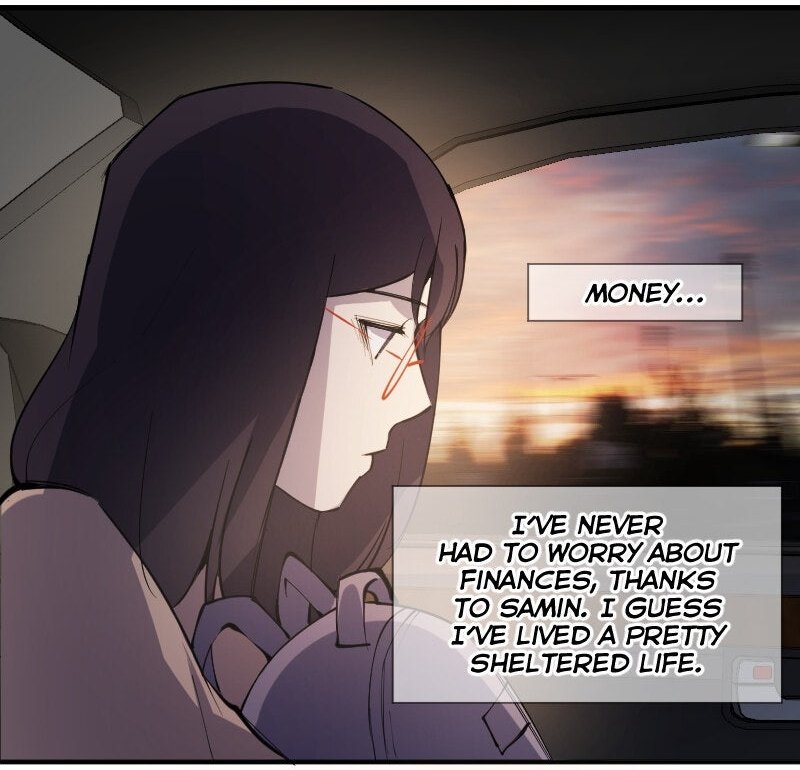 MONEY...
I'VE NEVER
HAD TO WORRY ABOUT
FINANCES, THANKS
TO SAMIN. I GUESS
I'VE LIVED A PRETTY
SHELTERED LIFE.